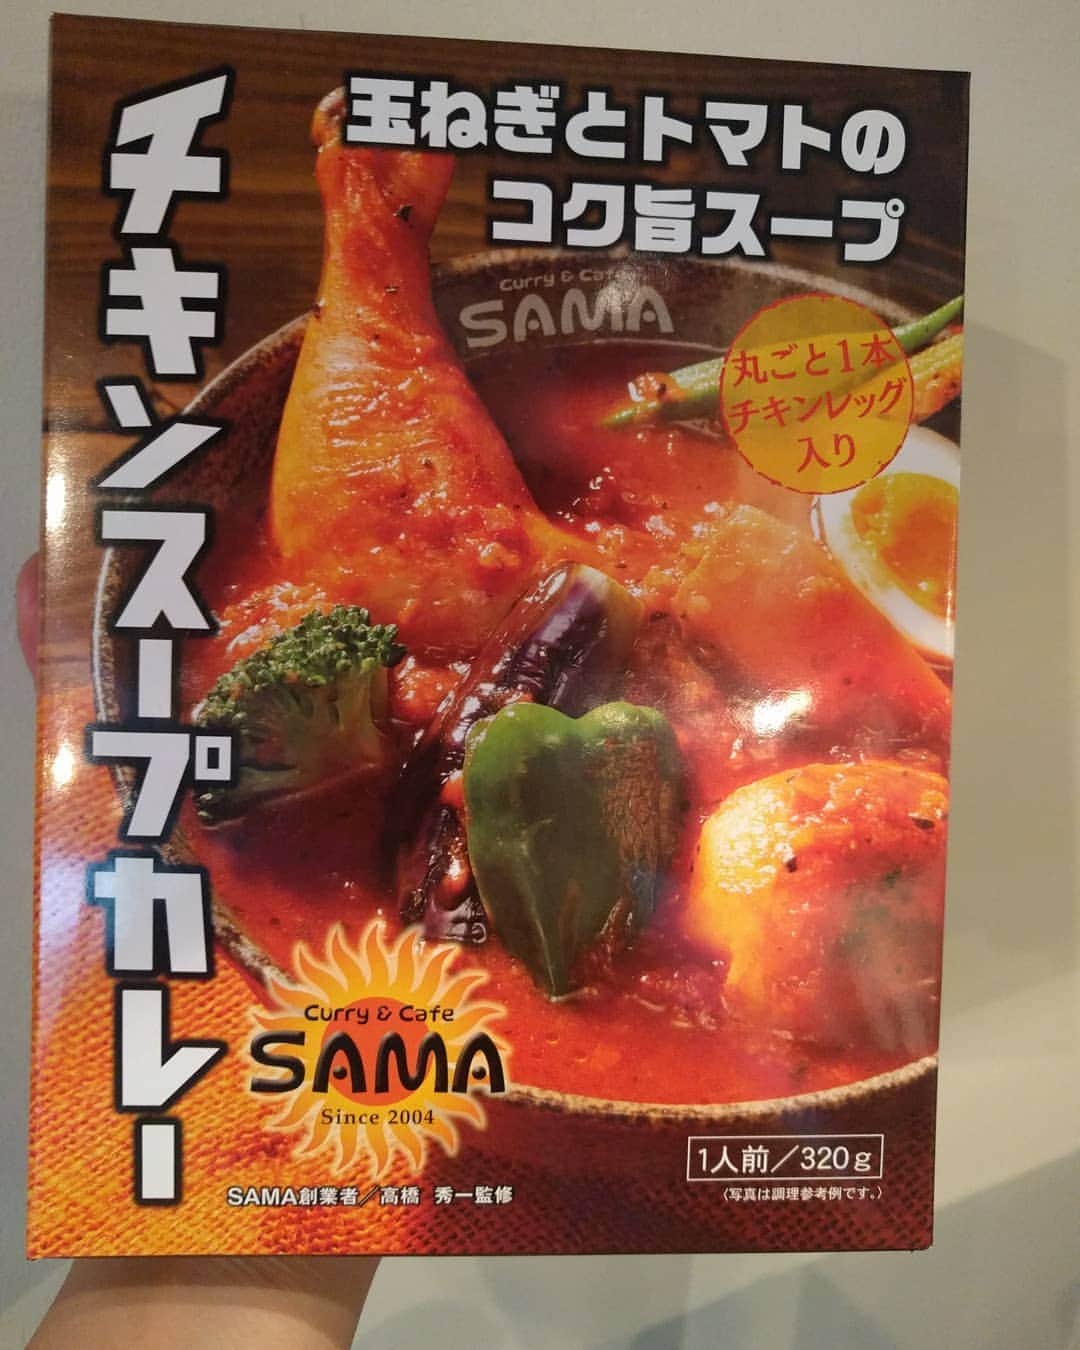 玉ねぎとトマトの
コク旨スープ
チキンスープカレー
Curry & Cafe
SAMA
丸ごと1本
チキンレッグ
入り
Curry & Cafe
SAMA
Since 2004
SAMA創業者／高橋 秀一監修
1人前／320g
（写真は調理参考例です。）